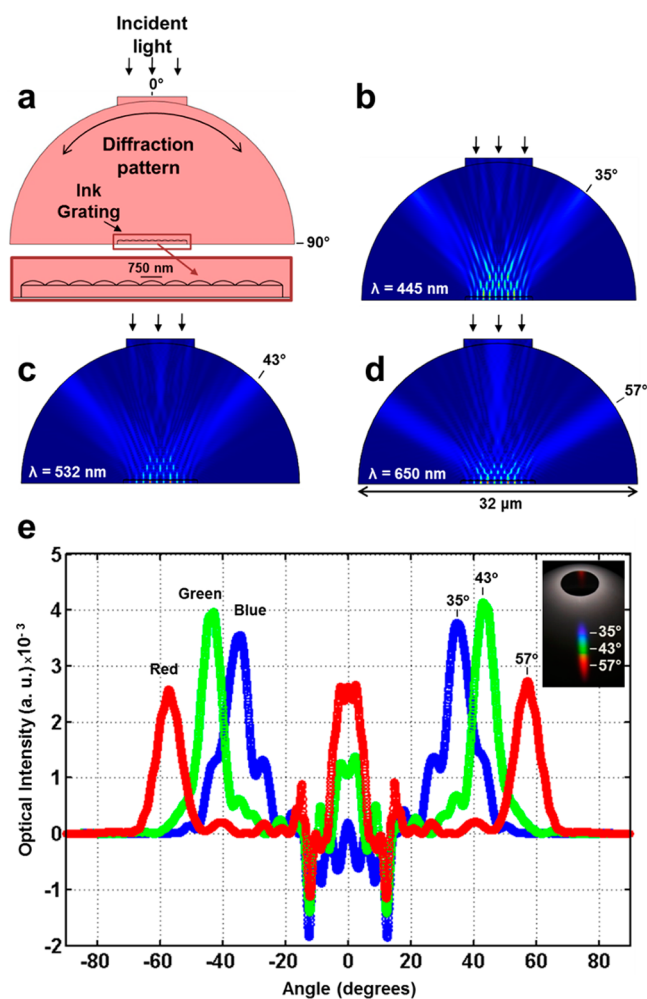 Incident
light
0°
a
Diffraction
pattern
Ink
Grating
90°
750 nm
b
35°
λ = 445 nm
c
43°
λ = 532 nm
d
57°
λ = 650 nm
32 µm
e
Optical Intensity (a. u.) x10⁻³
5
4
3
2
1
0
-1
-2
Red
Green
Blue
35°
43°
57°
35°
43°
57°
-80 -60 -40 -20 0 20 40 60 80
Angle (degrees)